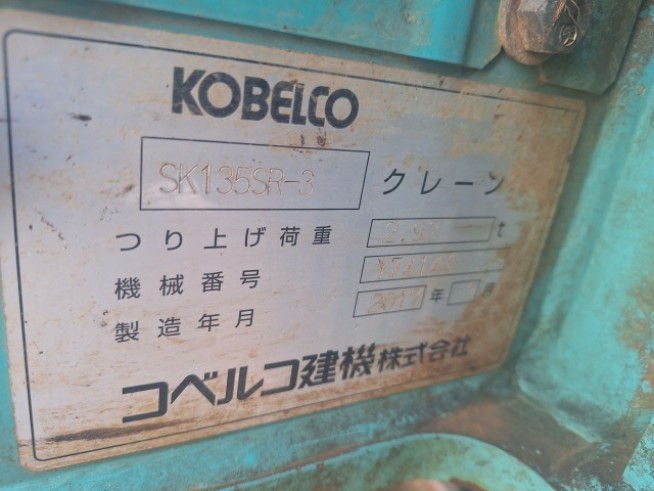 KOBELCO
SK135SR-3 クレーン
つり上げ荷重 t
機械番号
製造年月 年 月
コベルコ建機株式会社